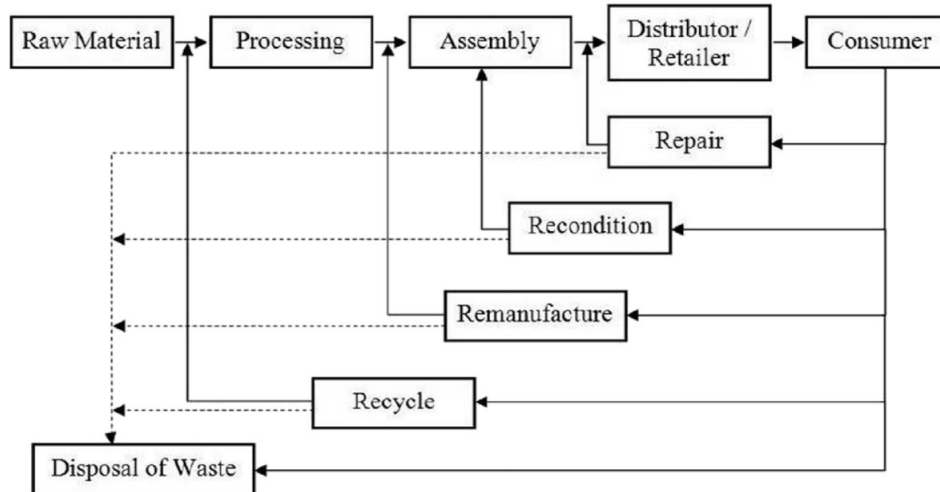 Raw Material
Processing
Assembly
Distributor /
Retailer
Consumer
Repair
Recondition
Remanufacture
Recycle
Disposal of Waste